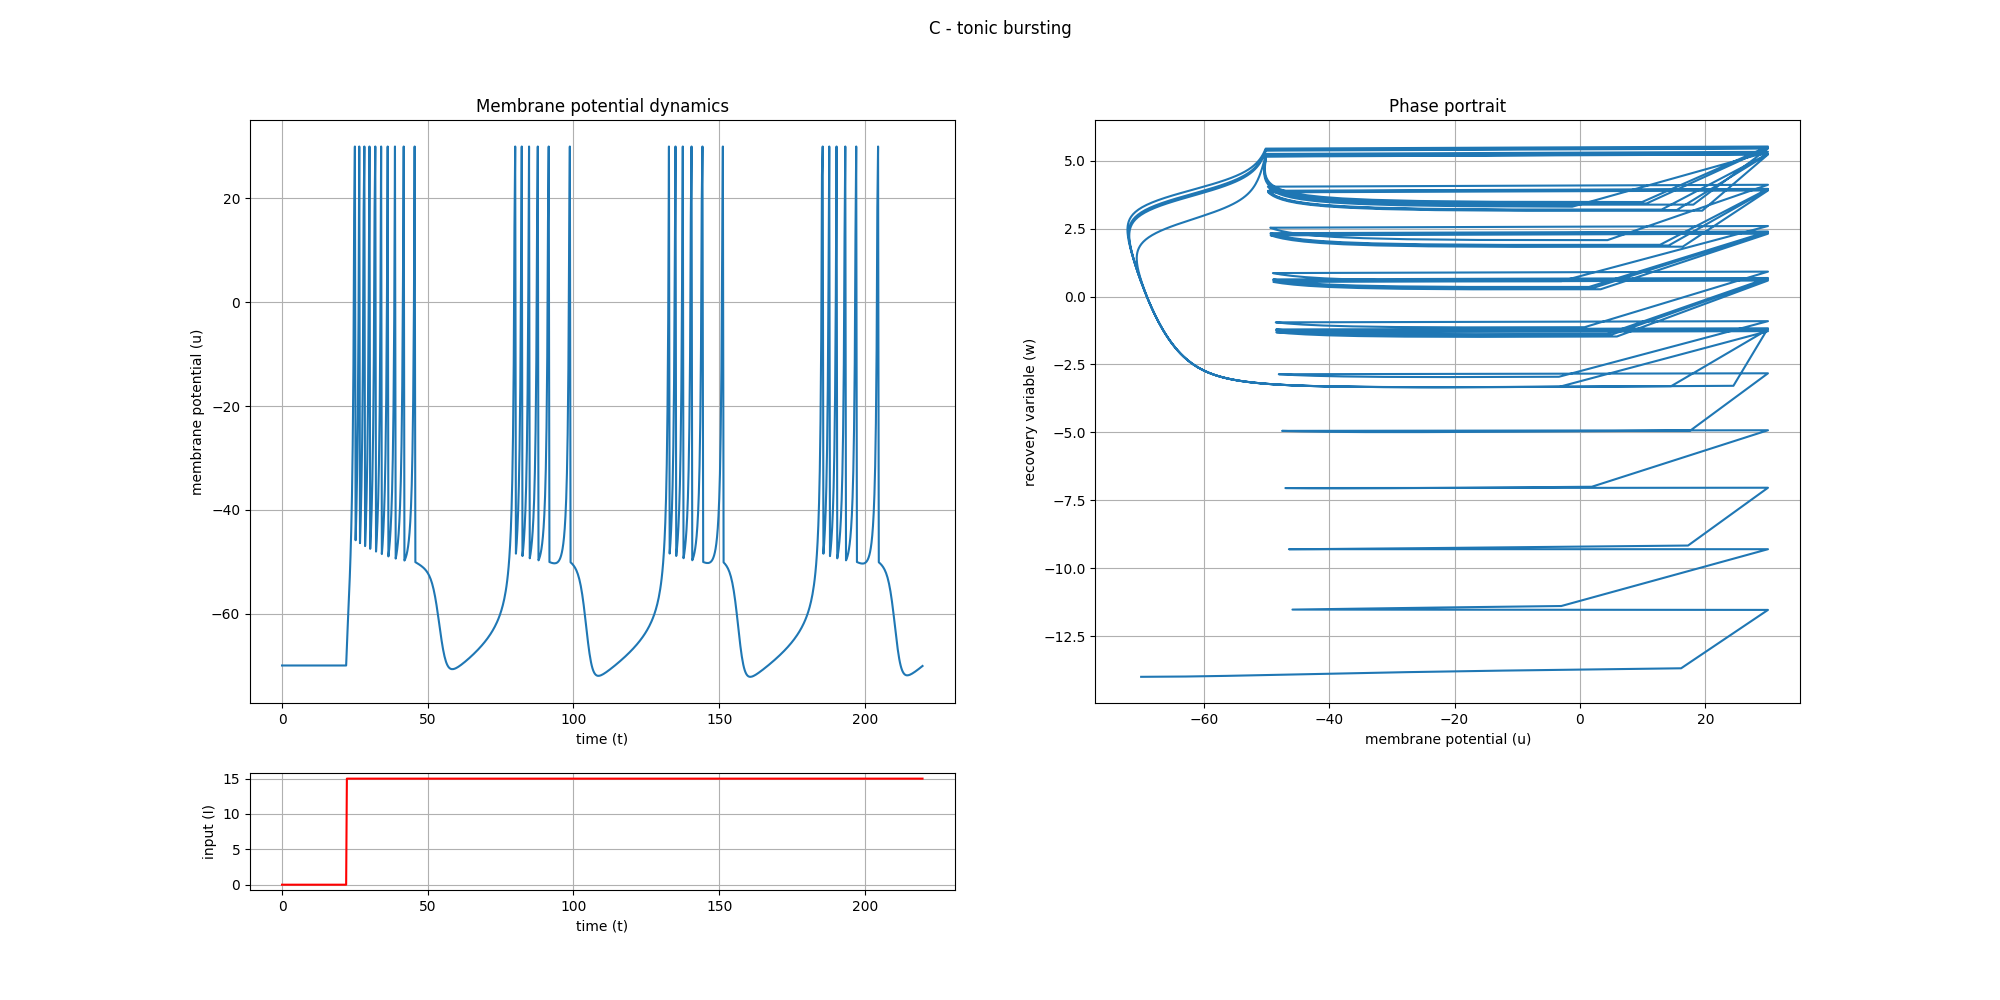 C - tonic bursting
Membrane potential dynamics
membrane potential (u)
20
0
−20
−40
−60
0 50 100 150 200
time (t)
Phase portrait
recovery variable (w)
5.0
2.5
0.0
−2.5
−5.0
−7.5
−10.0
−12.5
−60 −40 −20 0 20
membrane potential (u)
input (I)
15
10
5
0
0 50 100 150 200
time (t)